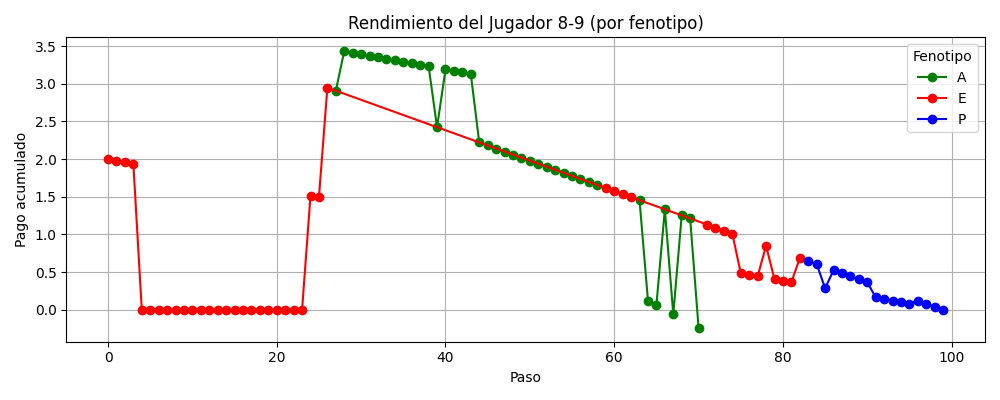 Rendimiento del Jugador 8-9 (por fenotipo)
Pago acumulado
3.5
3.0
2.5
2.0
1.5
1.0
0.5
0.0
Fenotipo
A
E
P
0
20
40
60
80
100
Paso